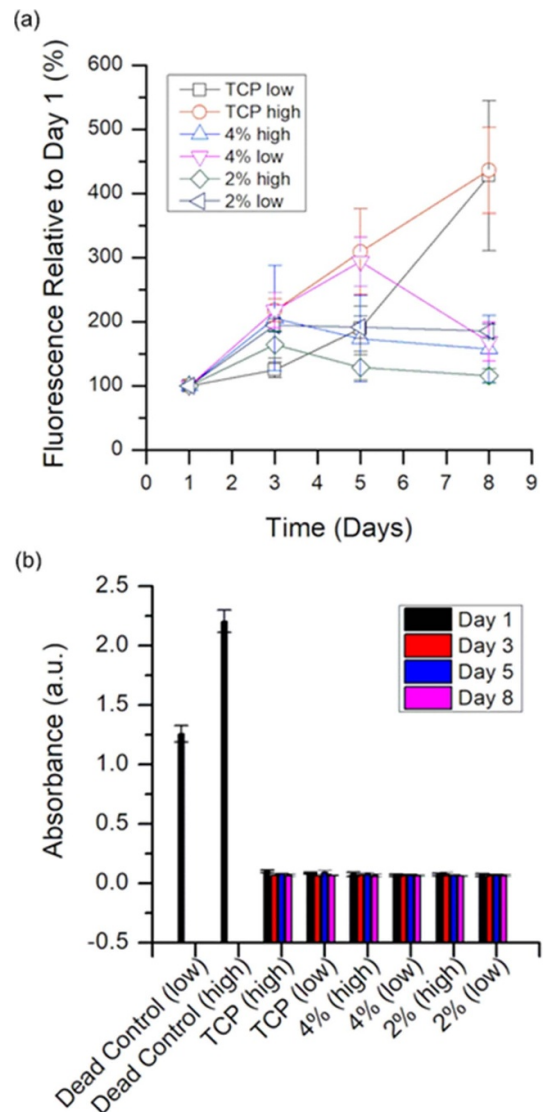 (a)
Fluorescence Relative to Day 1 (%)
600
500
400
300
200
100
0
TCP low
TCP high
4% high
4% low
2% high
2% low
0 1 2 3 4 5 6 7 8 9
Time (Days)
(b)
Absorbance (a.u.)
2.5
2.0
1.5
1.0
0.5
0.0
-0.5
Day 1
Day 3
Day 5
Day 8
Dead Control (low)
Dead Control (high)
TCP (high)
TCP (low)
4% (high)
4% (low)
2% (high)
2% (low)